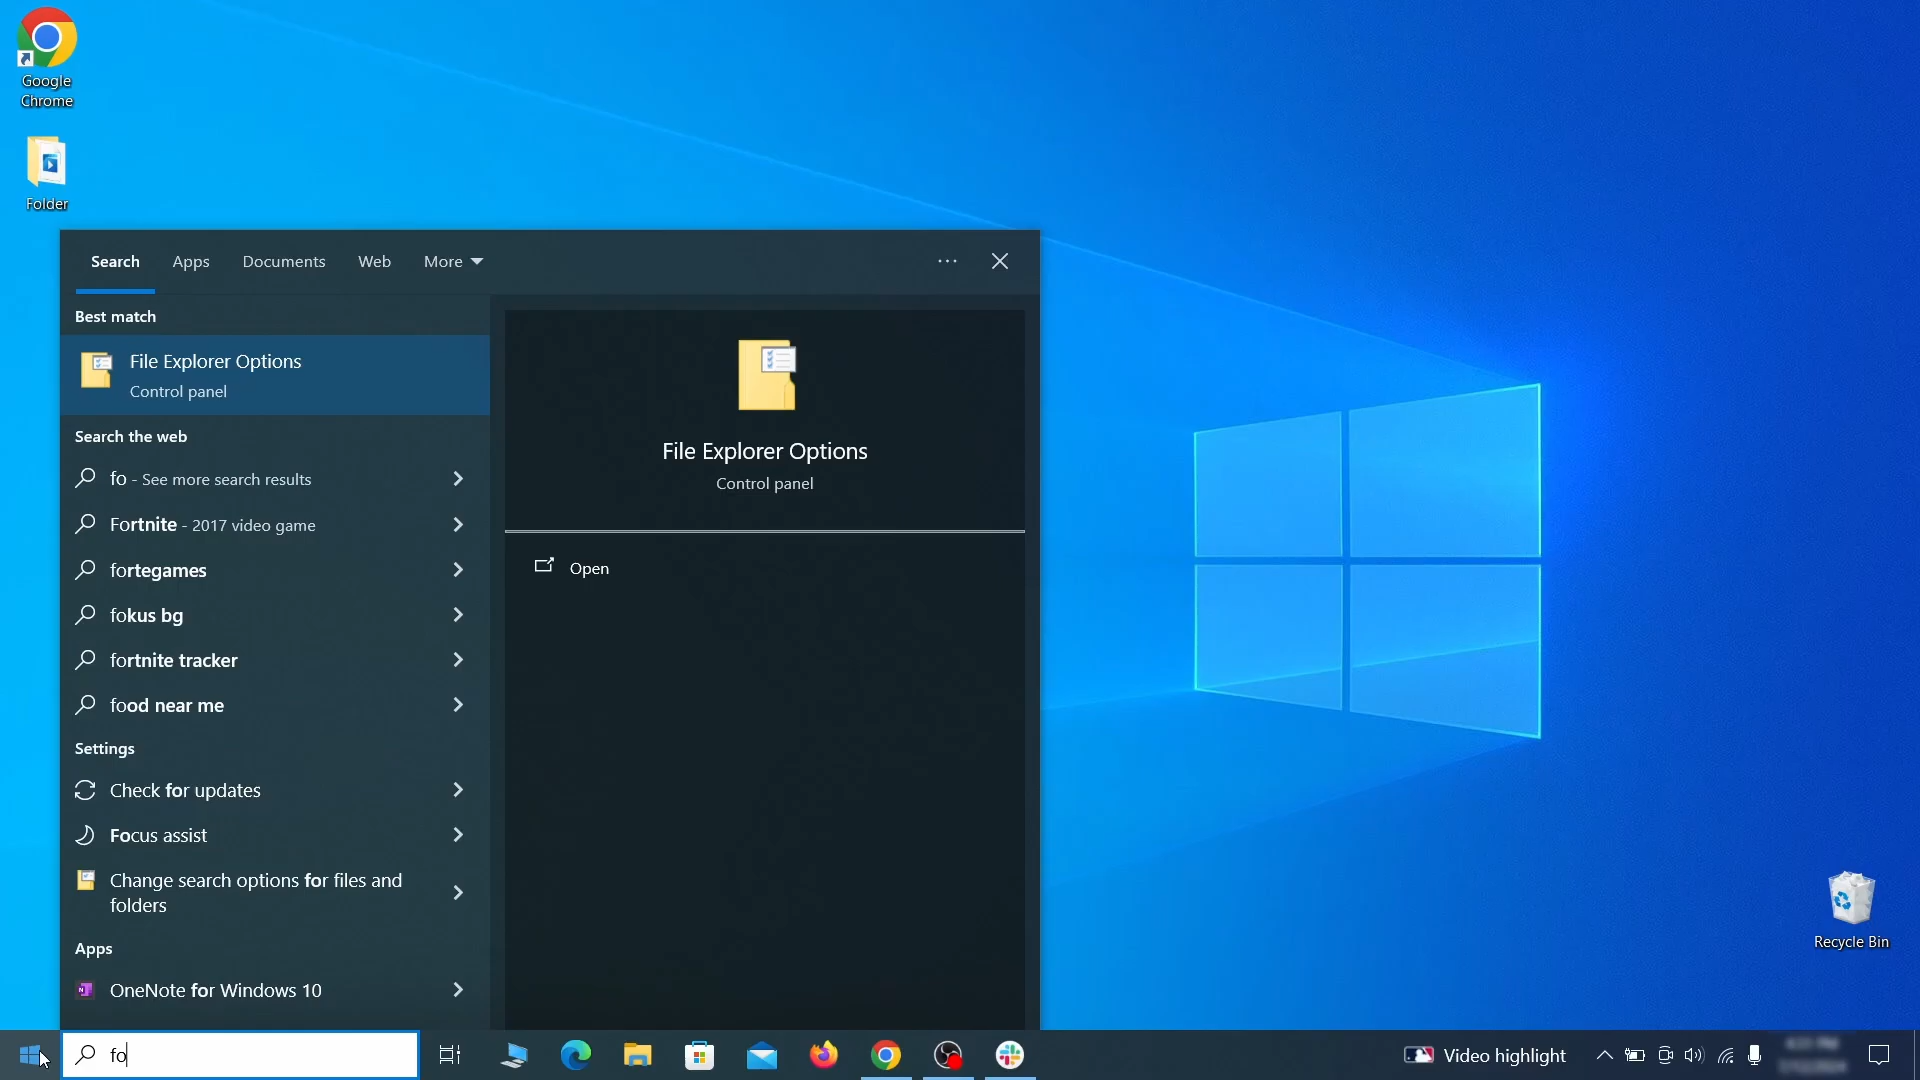 Google
Chrome
Folder
Search
Apps
Documents
Web
More
Best match
File Explorer Options
Control panel
Search the web
fo - See more search results
Fortnite - 2017 video game
fortegames
fokus bg
fortnite tracker
food near me
Settings
Check for updates
Focus assist
Change search options for files and
folders
Apps
OneNote for Windows 10
File Explorer Options
Control panel
Open
Recycle Bin
fo
Video highlight